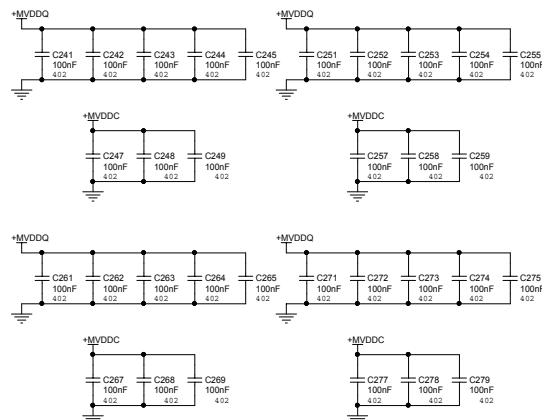 +MVDDQ +MVDDQ
C241 C242 C243 C244 C245 C251 C252 C253 C254 C255
100nF 100nF 100nF 100nF 100nF 100nF 100nF 100nF 100nF 100nF
402 402 402 402 402 402 402 402 402 402
+MVDDC +MVDDC
C247 C248 C249 C257 C258 C259
100nF 100nF 100nF 100nF 100nF 100nF
402 402 402 402 402 402
+MVDDQ +MVDDQ
C261 C262 C263 C264 C265 C271 C272 C273 C274 C275
100nF 100nF 100nF 100nF 100nF 100nF 100nF 100nF 100nF 100nF
402 402 402 402 402 402 402 402 402 402
+MVDDC +MVDDC
C267 C268 C269 C277 C278 C279
100nF 100nF 100nF 100nF 100nF 100nF
402 402 402 402 402 402